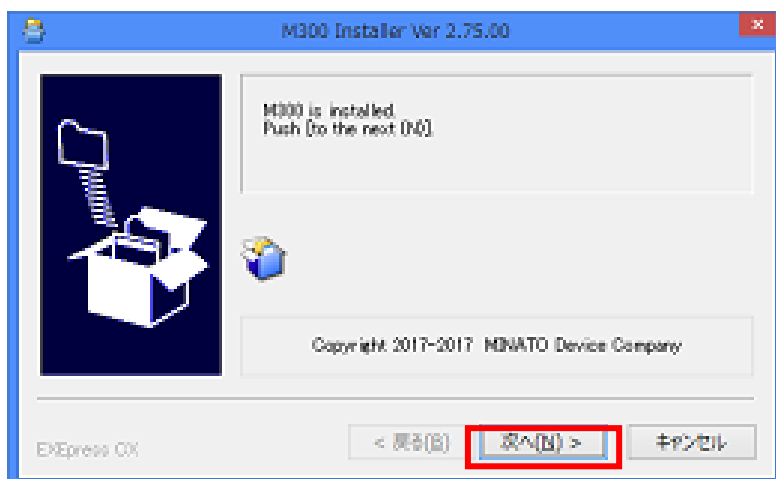 M300 Installer Ver 2.75.00
M300 is installed.
Push [to the next (N)].
Copyright 2017-2017 MINATO Device Company
EXEpress CX
< 戻る(B)
次へ(N) >
キャンセル